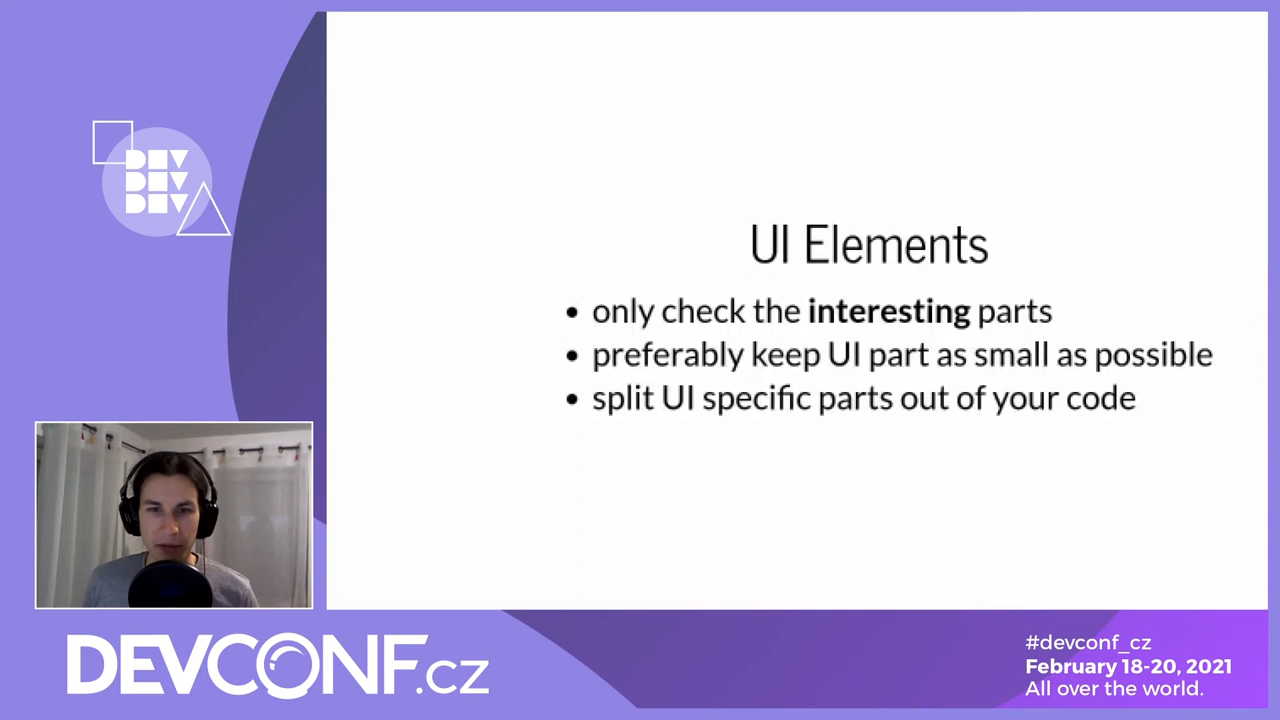 DEV
DEV
DEV
UI Elements
• only check the interesting parts
• preferably keep UI part as small as possible
• split UI specific parts out of your code
DEVCONF.CZ
#devconf_cz
February 18-20, 2021
All over the world.